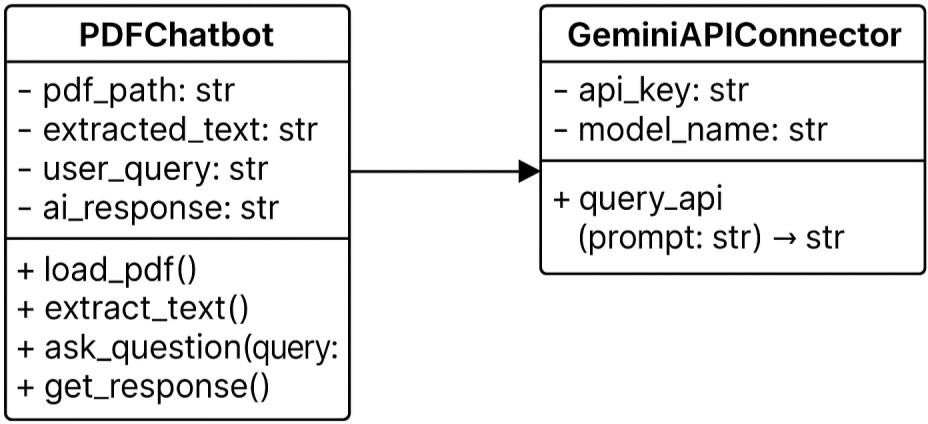 PDFChatbot
- pdf_path: str
- extracted_text: str
- user_query: str
- ai_response: str
+ load_pdf()
+ extract_text()
+ ask_question(query:
+ get_response()
GeminiAPIConnector
- api_key: str
- model_name: str
+ query_api
(prompt: str) → str